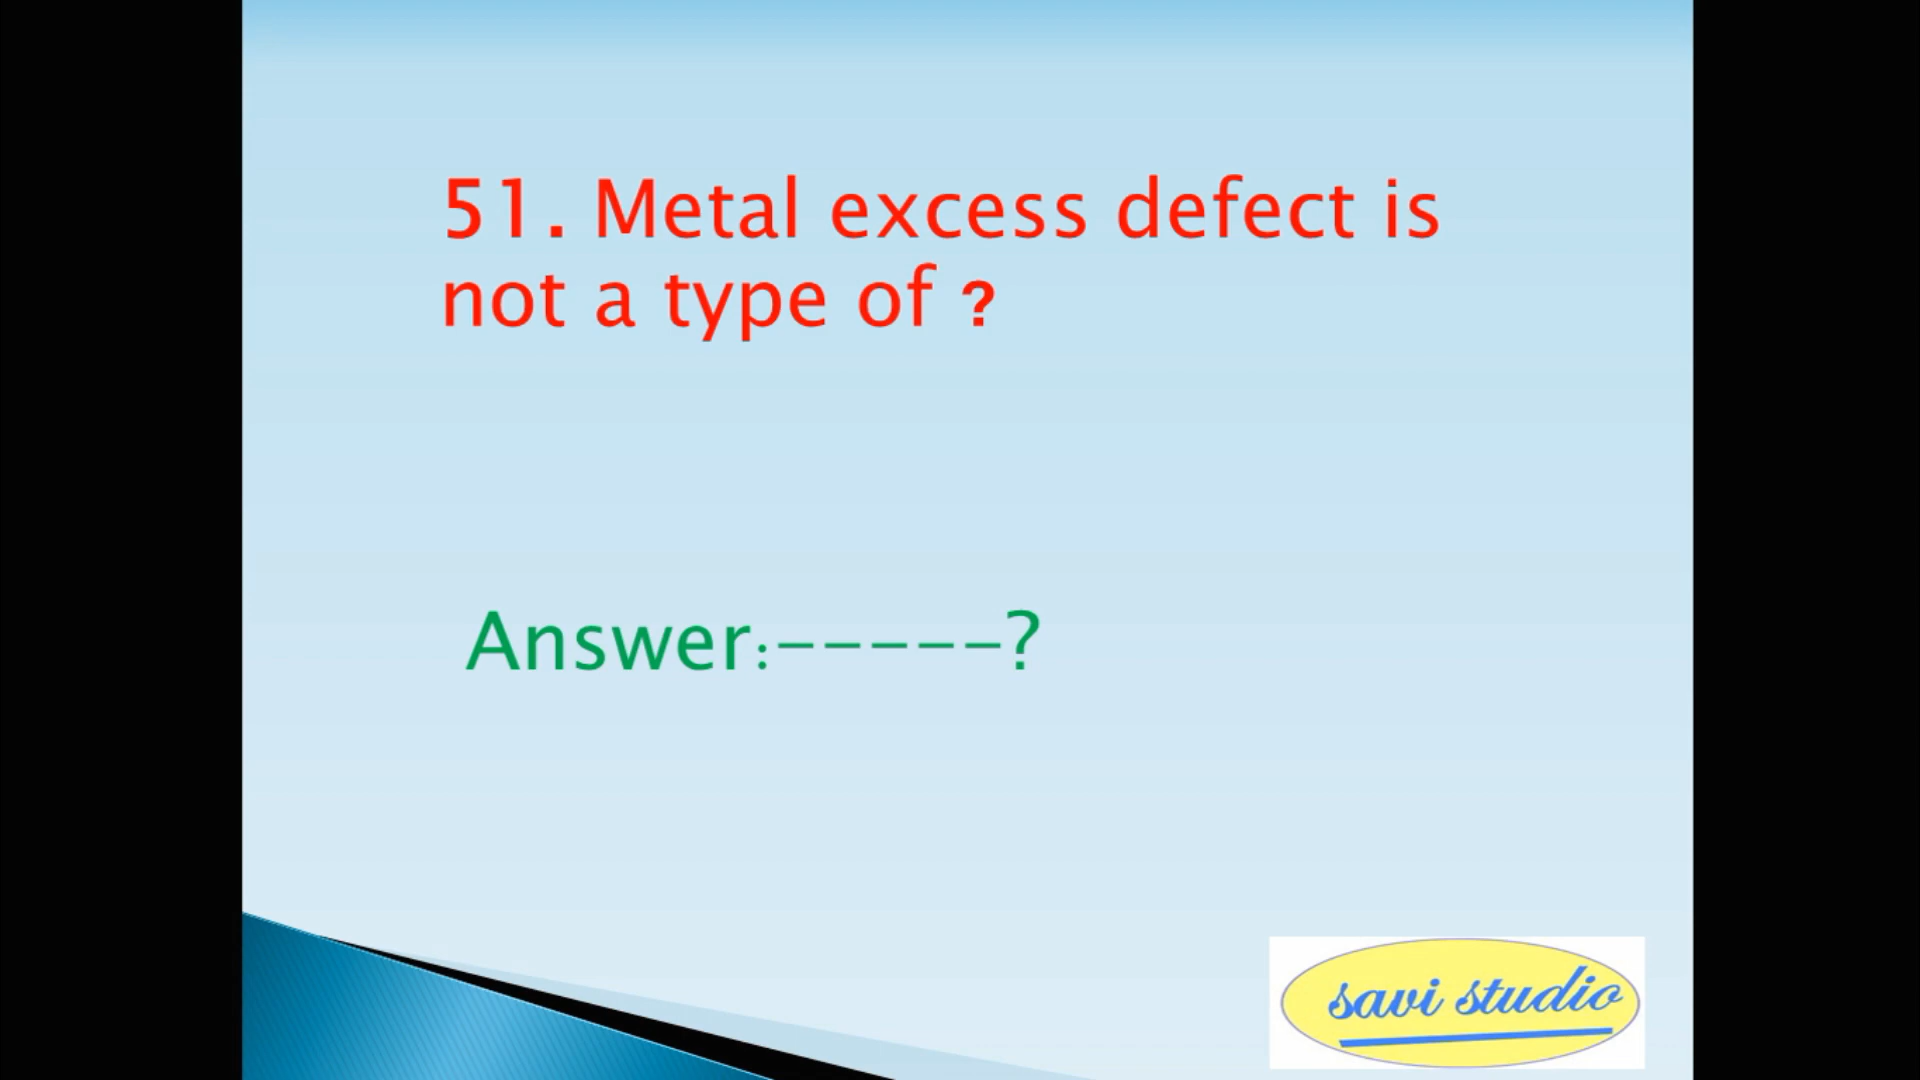 51. Metal excess defect is
not a type of ?
Answer:-----?
savi studio